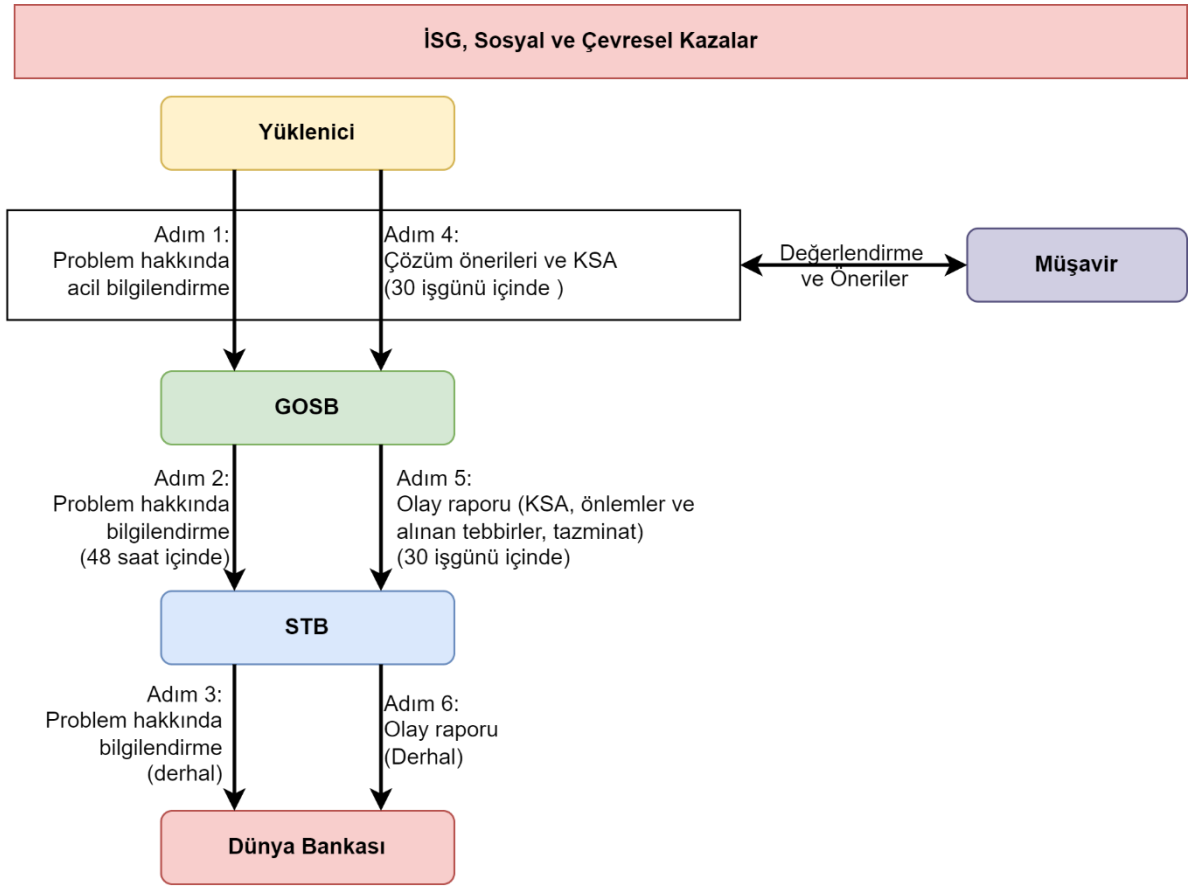 İSG, Sosyal ve Çevresel Kazalar
Yüklenici
Adım 1:
Problem hakkında
acil bilgilendirme
Adım 4:
Çözüm önerileri ve KSA
(30 işgünü içinde )
Değerlendirme
ve Öneriler
Müşavir
GOSB
Adım 2:
Problem hakkında
bilgilendirme
(48 saat içinde)
Adım 5:
Olay raporu (KSA, önlemler ve
alınan tebbirler, tazminat)
(30 işgünü içinde)
STB
Adım 3:
Problem hakkında
bilgilendirme
(derhal)
Adım 6:
Olay raporu
(Derhal)
Dünya Bankası